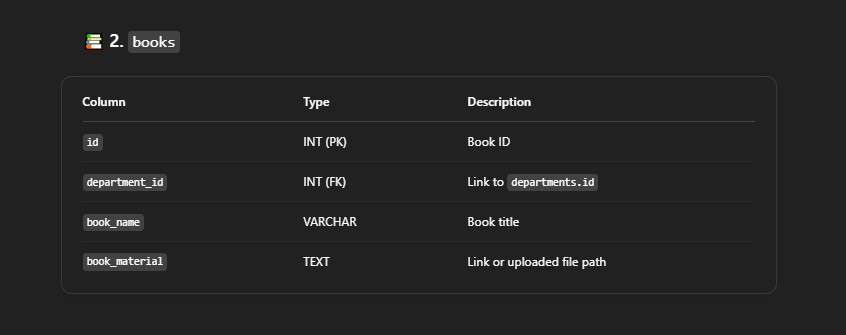 📚 2. books
Column Type Description
id INT (PK) Book ID
department_id INT (FK) Link to departments.id
book_name VARCHAR Book title
book_material TEXT Link or uploaded file path